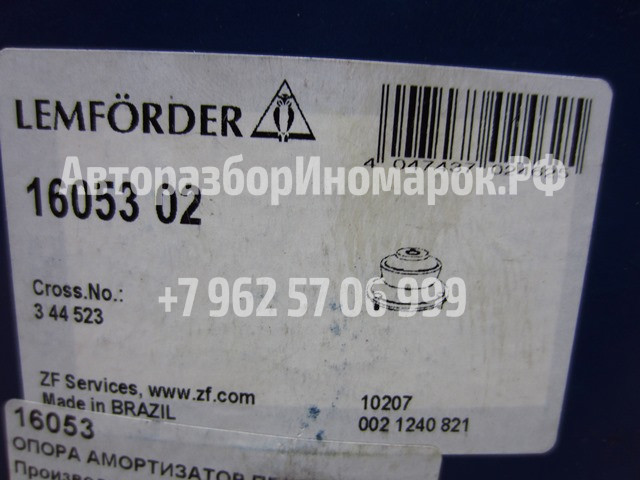 LEMFÖRDER
АвторазборИномарок.РФ
16053 02
+7 962 57 06 999
Cross.No.:
3 44 523
ZF Services, www.zf.com
Made in BRAZIL
10207
002 1240 821
16053
ОПОРА АМОРТИЗАТОР